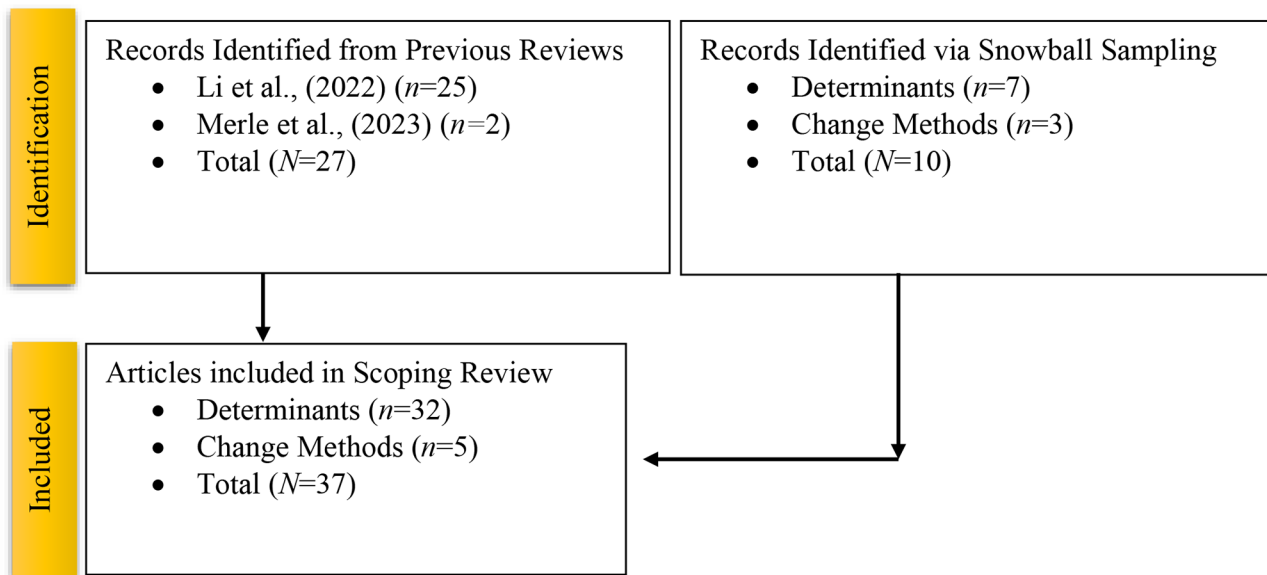 Identification
Records Identified from Previous Reviews
• Li et al., (2022) (n=25)
• Merle et al., (2023) (n=2)
• Total (N=27)
Records Identified via Snowball Sampling
• Determinants (n=7)
• Change Methods (n=3)
• Total (N=10)
Included
Articles included in Scoping Review
• Determinants (n=32)
• Change Methods (n=5)
• Total (N=37)